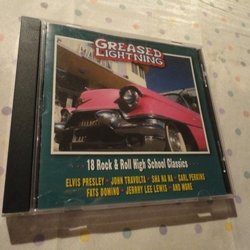 GREASED
LIGHTNING
18 Rock & Roll High School Classics
ELVIS PRESLEY · JOHN TRAVOLTA · SHA NA NA · CARL PERKINS
FATS DOMINO · JERRRY LEE LEWIS · AND MORE